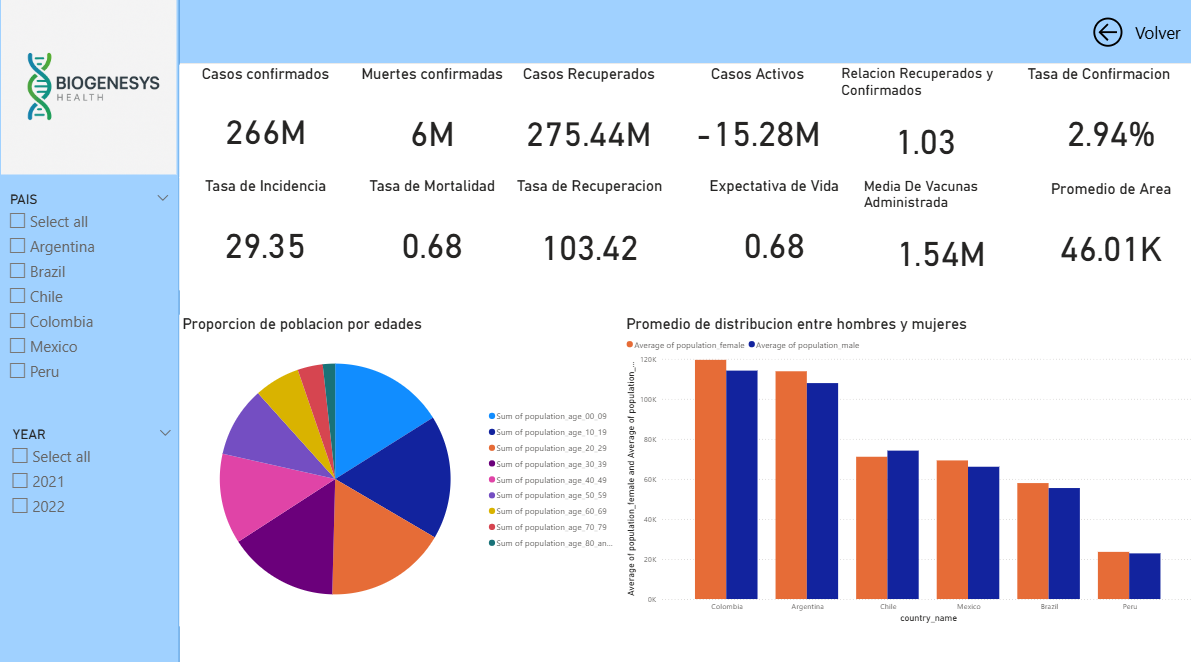 Volver
BIOGENESYS
HEALTH
Casos confirmados
266M
Muertes confirmadas
6M
Casos Recuperados
275.44M
Casos Activos
-15.28M
Relacion Recuperados y
Confirmados
1.03
Tasa de Confirmacion
2.94%
Tasa de Incidencia
29.35
Tasa de Mortalidad
0.68
Tasa de Recuperacion
103.42
Expectativa de Vida
0.68
Media De Vacunas
Administrada
1.54M
Promedio de Area
46.01K
PAIS
Select all
Argentina
Brazil
Chile
Colombia
Mexico
Peru
YEAR
Select all
2021
2022
Proporcion de poblacion por edades
Sum of population_age_00_09
Sum of population_age_10_19
Sum of population_age_20_29
Sum of population_age_30_39
Sum of population_age_40_49
Sum of population_age_50_59
Sum of population_age_60_69
Sum of population_age_70_79
Sum of population_age_80_an...
Promedio de distribucion entre hombres y mujeres
Average of population_female Average of population_male
Average of population_female and Average of population_...
120K
100K
80K
60K
40K
20K
0K
Colombia Argentina Chile Mexico Brazil Peru
country_name